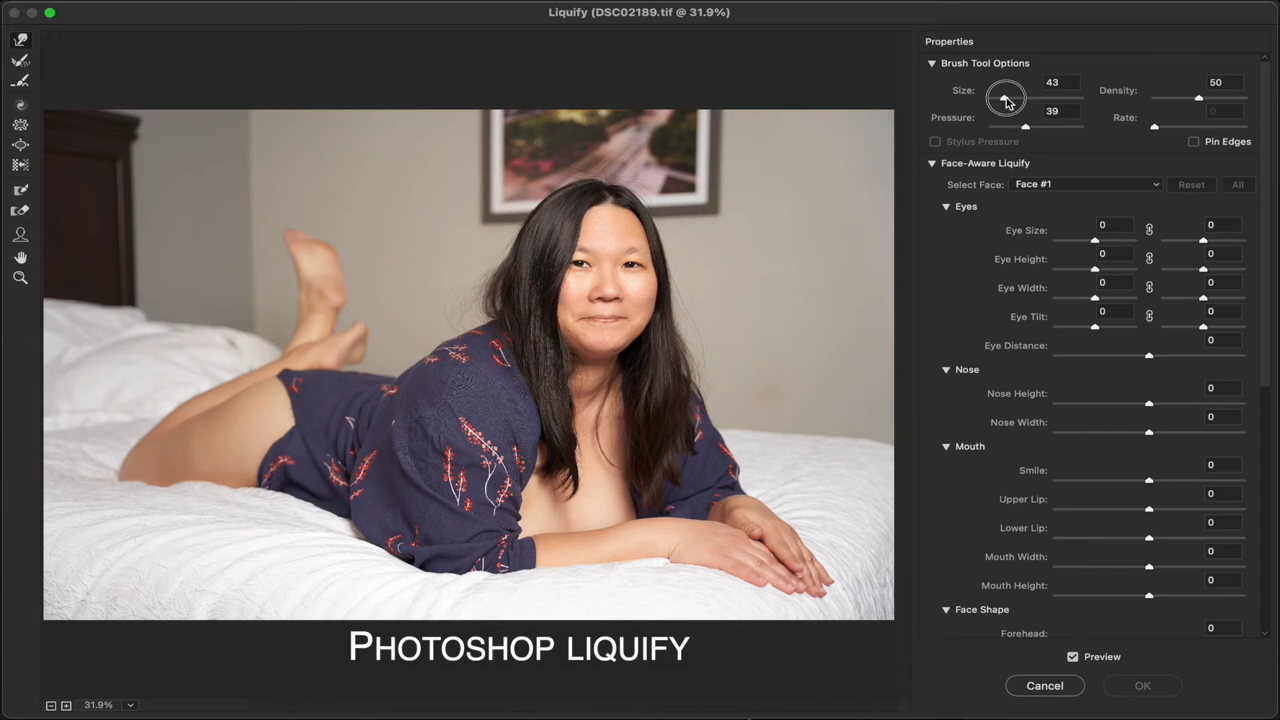 Liquify (DSC02189.tif @ 31.9%)
Properties
Brush Tool Options
Size: 43 Density: 50
Pressure: 39 Rate: 0
Stylus Pressure Pin Edges
Face-Aware Liquify
Select Face: Face #1 Reset All
Eyes
Eye Size: 0 0
Eye Height: 0 0
Eye Width: 0 0
Eye Tilt: 0 0
Eye Distance: 0
Nose
Nose Height: 0
Nose Width: 0
Mouth
Smile: 0
Upper Lip: 0
Lower Lip: 0
Mouth Width: 0
Mouth Height: 0
Face Shape
Forehead: 0
Preview
Cancel OK
PHOTOSHOP LIQUIFY
31.9%